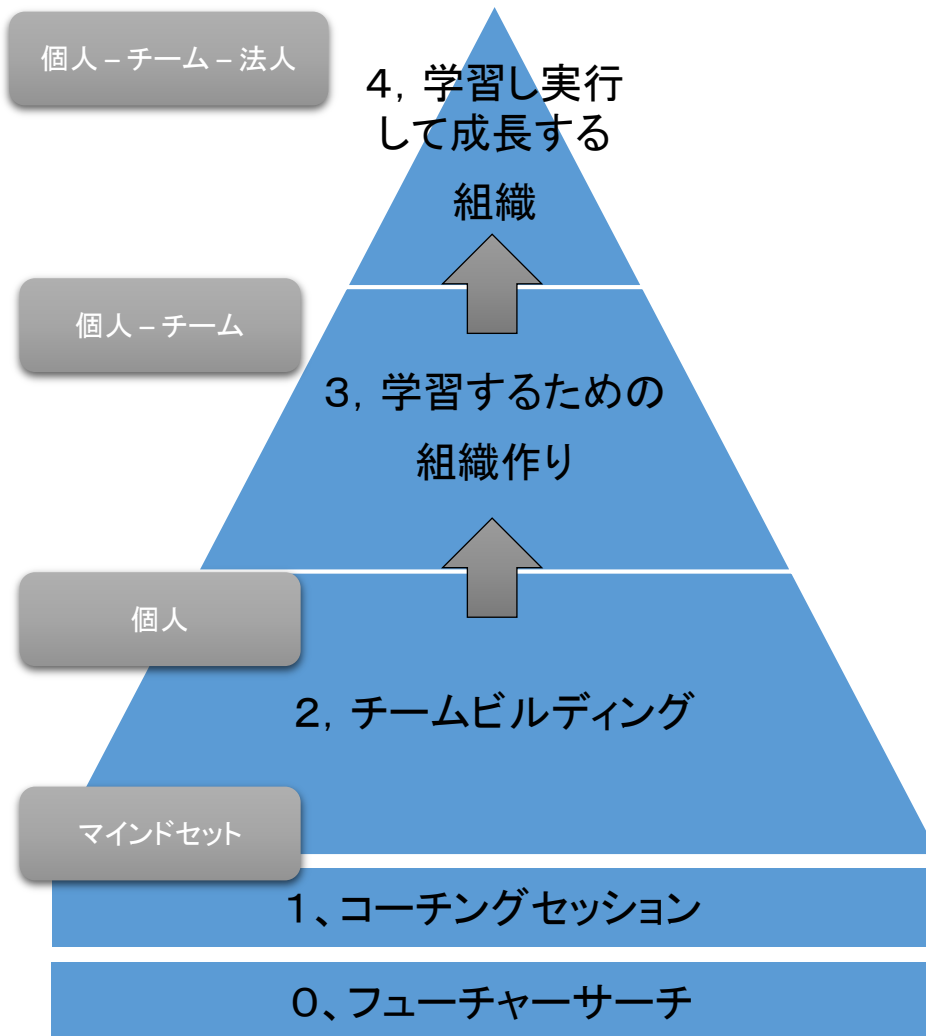 個人 – チーム – 法人
４，学習し実行
して成長する
組織
個人 – チーム
３，学習するための
組織作り
個人
２，チームビルディング
マインドセット
１、コーチングセッション
０、フューチャーサーチ